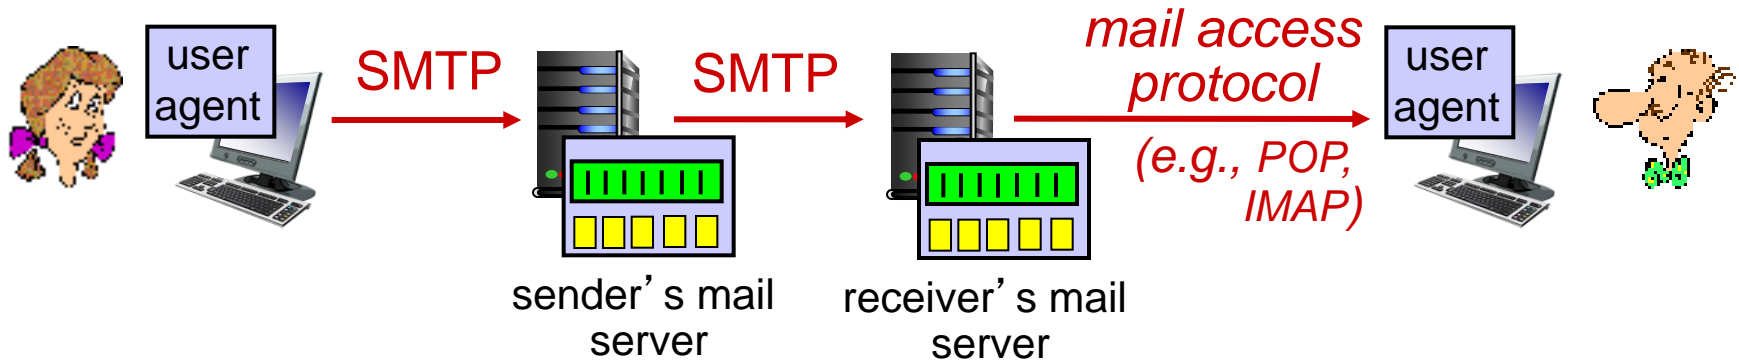 user
agent
SMTP
sender's mail
server
SMTP
receiver's mail
server
mail access
protocol
(e.g., POP,
IMAP)
user
agent